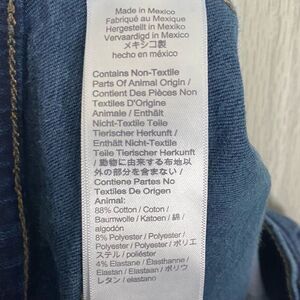 Made in Mexico
Fabriqué au Mexique
Hergestellt in Mexiko
Vervaardigd in Mexico
メキシコ製
hecho en méxico
Contains Non-Textile
Parts Of Animal Origin /
Contient Des Pièces Non
Textiles D'Origine
Animale / Enthält
Nicht-Textile Teile
Tierischer Herkunft /
Enthält Nicht-Textile
Teile Tierischer
Herkunft / 動物に由来する布地以
外の部分を含まない /
Contiene Partes No
Textiles De Origen
Animal:
88% Cotton / Coton /
Baumwolle / Katoen / 綿 /
algodón
8% Polyester / Polyester /
Polyester / Polyester / ポリエ
ステル / poliéster
4% Elastane / Élasthanne /
Elastan / Elastaan / ポリウ
レタン / elastano